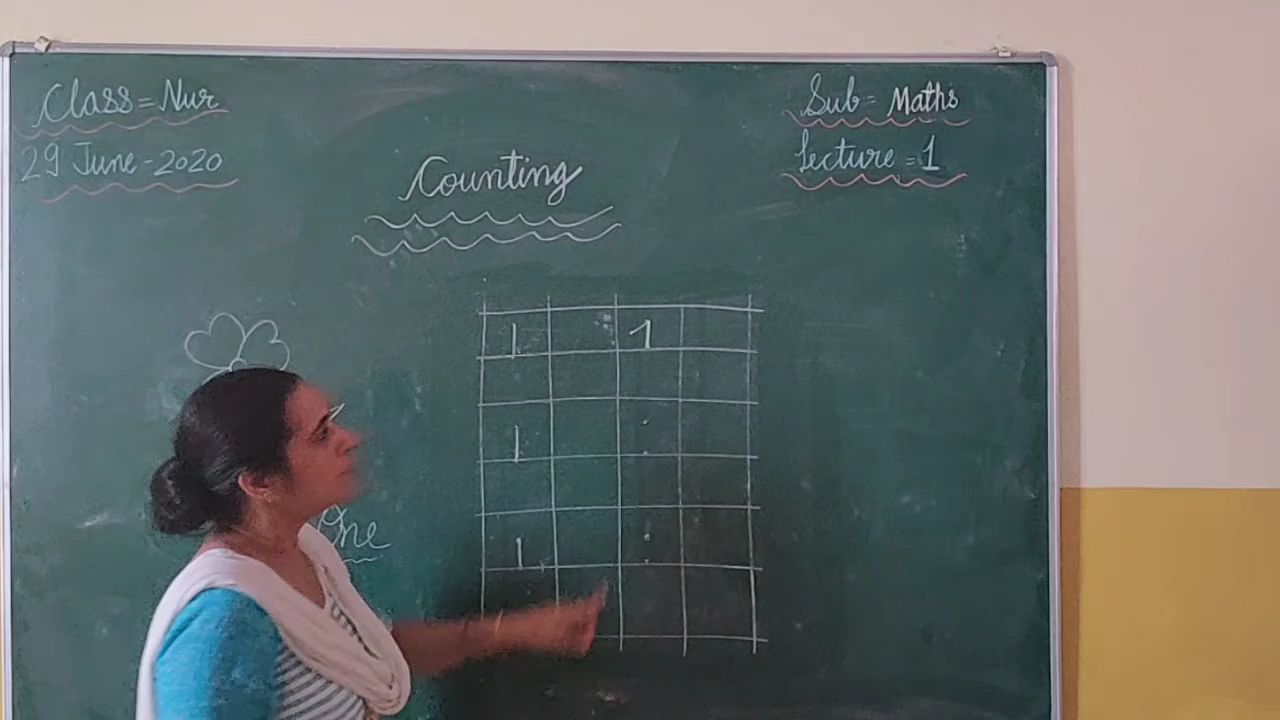 Class = Nur
29 June - 2020
Sub = Maths
Lecture = 1
Counting
1 1
1
1
One